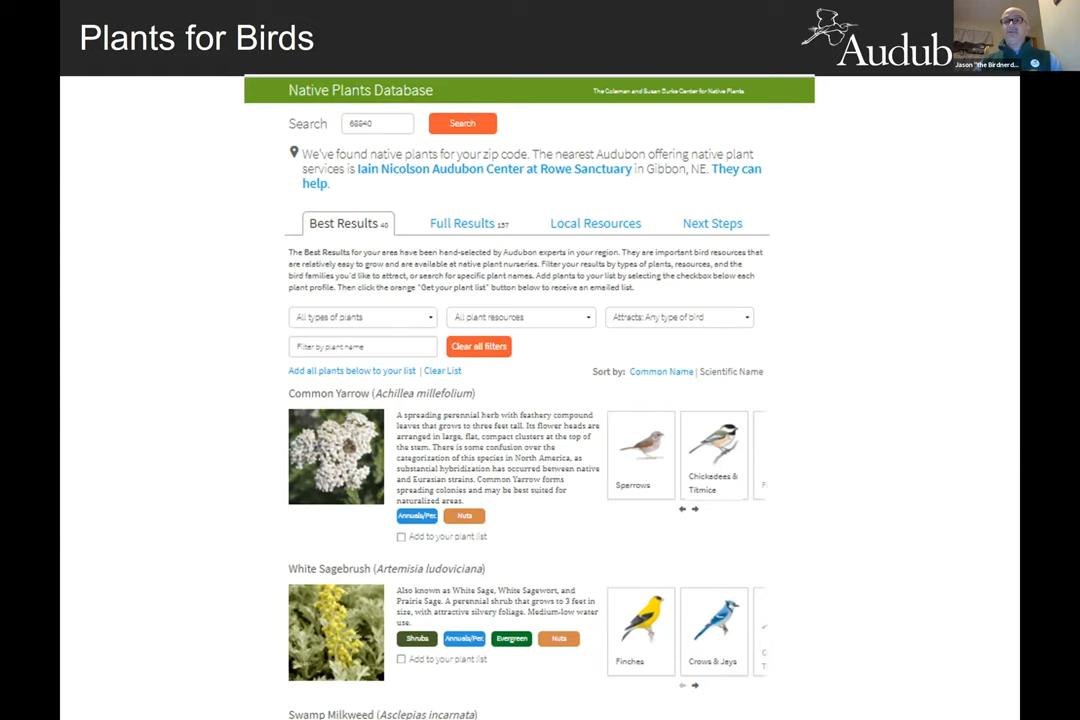 Plants for Birds
Audub
Jason "the Birdnerd...
Native Plants Database
The Coleman and Susan Burke Center for Native Plants
Search
68840
Search
We've found native plants for your zip code. The nearest Audubon offering native plant
services is Iain Nicolson Audubon Center at Rowe Sanctuary in Gibbon, NE. They can
help.
Best Results 40
Full Results 157
Local Resources
Next Steps
The Best Results for your area have been hand-selected by Audubon experts in your region. They are important bird resources that
are relatively easy to grow and are available at native plant nurseries. Filter your results by types of plants, resources, and the
bird families you'd like to attract, or search for specific plant names. Add plants to your list by selecting the checkbox below each
plant profile. Then click the orange "Get your plant list" button below to receive an emailed list.
All types of plants
All plant resources
Attracts: Any type of bird
Filter by plant name
Clear all filters
Add all plants below to your list | Clear List
Sort by: Common Name | Scientific Name
Common Yarrow (Achillea millefolium)
A spreading perennial herb with feathery compound
leaves that grows to three feet tall. Its flower heads are
arranged in large, flat, compact clusters at the top of
the stem. There is some confusion over the
categorization of this species in North America, as
substantial hybridization has occurred between native
and Eurasian strains. Common Yarrow forms
spreading colonies and may be best suited for
naturalized areas.
Annuals/Per.
Nuts
Add to your plant list
Sparrows
Chickadees &
Titmice
White Sagebrush (Artemisia ludoviciana)
Also known as White Sage, White Sagewort, and
Prairie Sage. A perennial shrub that grows to 3 feet in
size, with attractive silvery foliage. Medium-low water
use.
Shrubs
Annuals/Per.
Evergreen
Nuts
Add to your plant list
Finches
Crows & Jays
Swamp Milkweed (Asclepias incarnata)